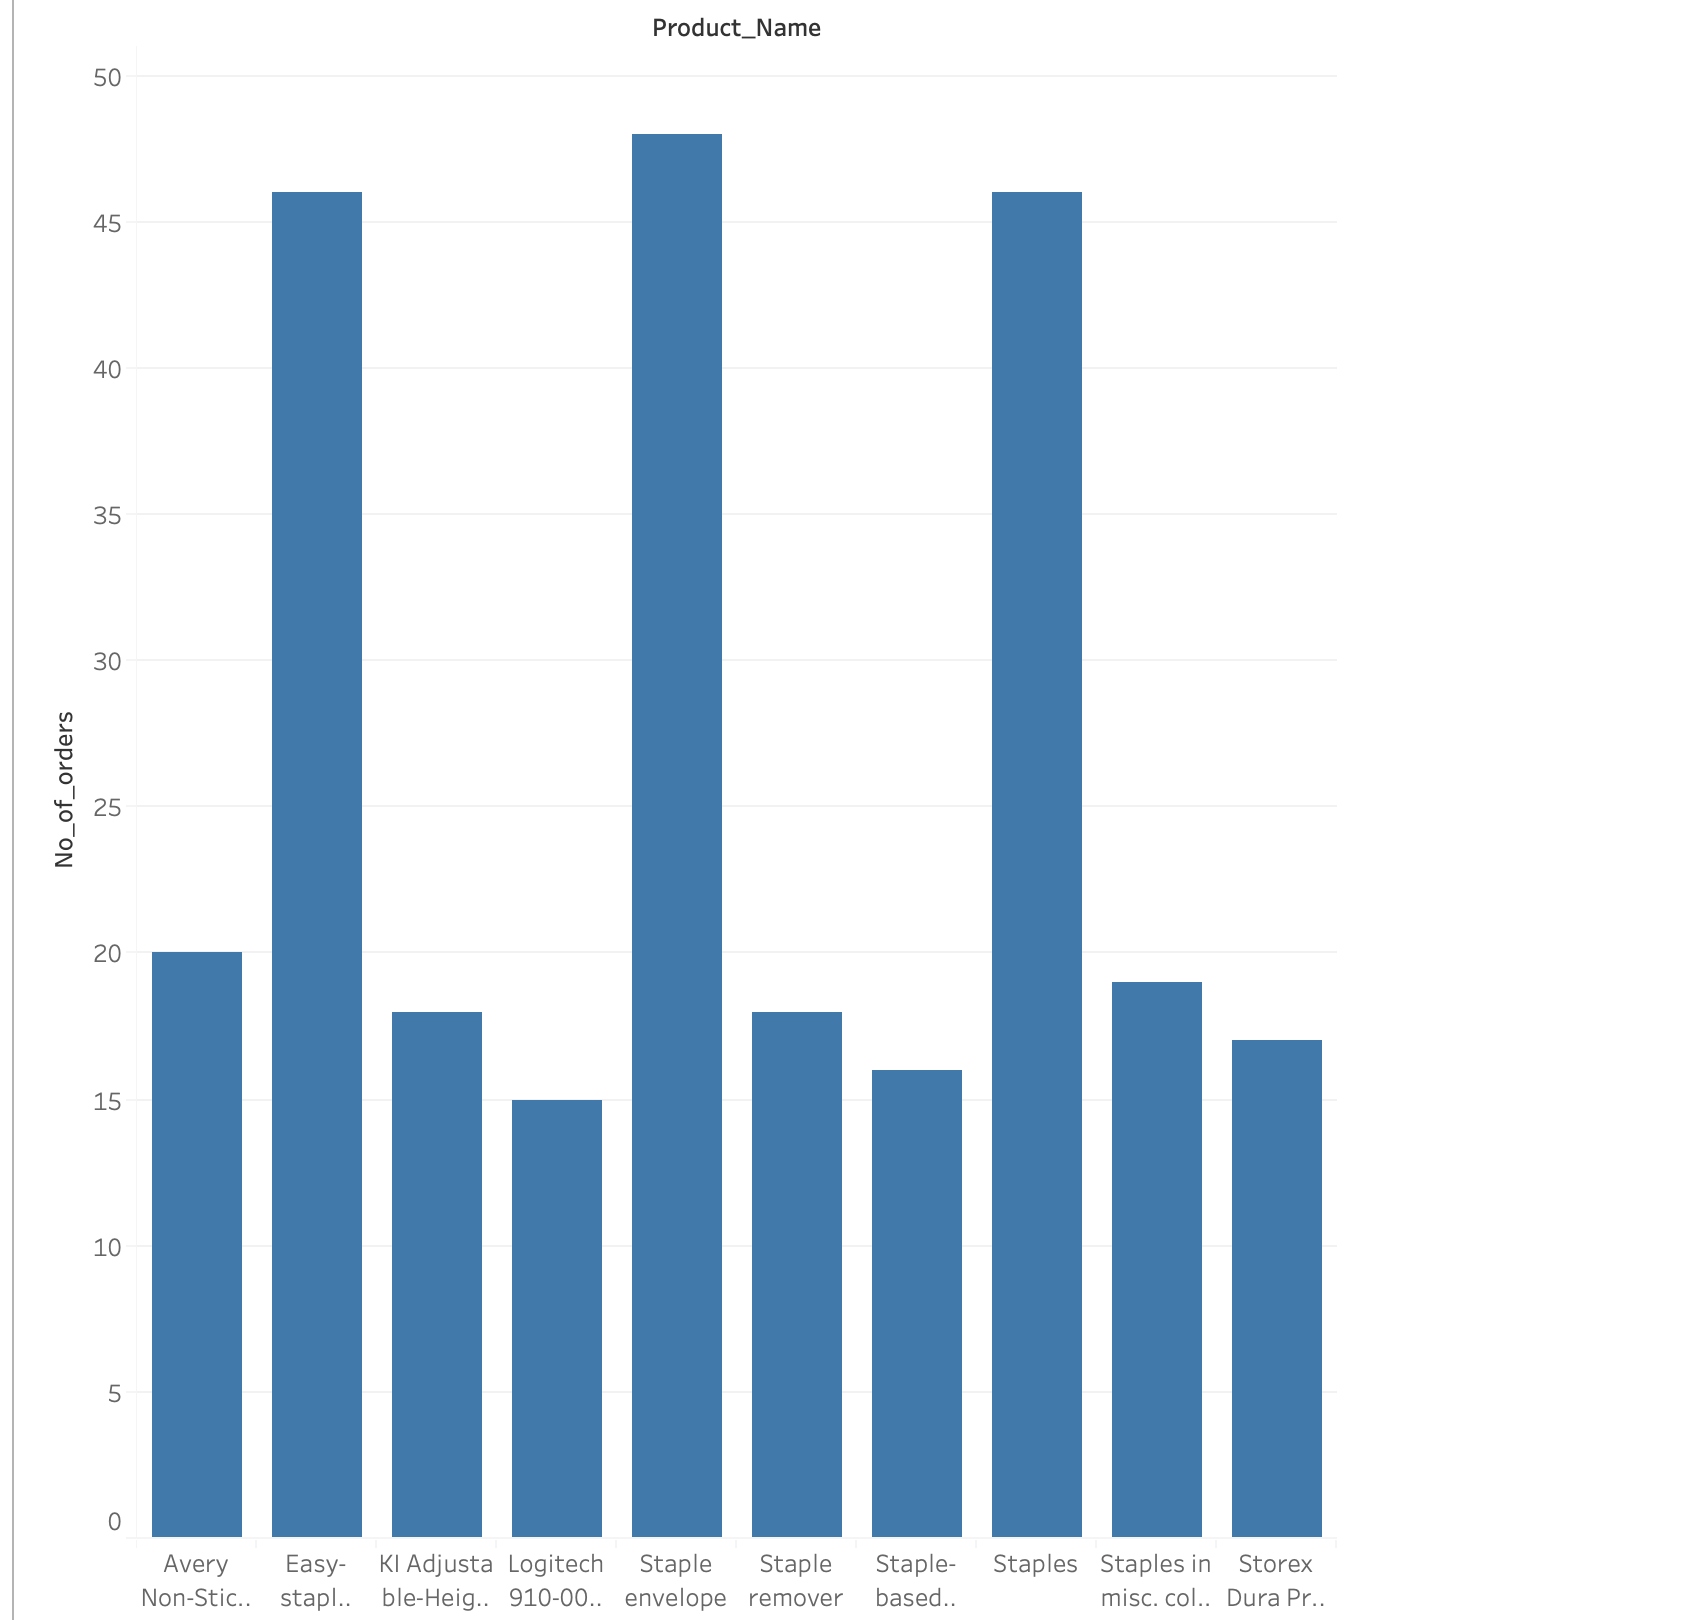 Product_Name
50
45
40
35
30
25
20
15
10
5
0
No_of_orders
Avery
Non-Stic..
Easy-
stapl..
KI Adjusta
ble-Heig..
Logitech
910-00..
Staple
envelope
Staple
remover
Staple-
based..
Staples
Staples in
misc. col..
Storex
Dura Pr..